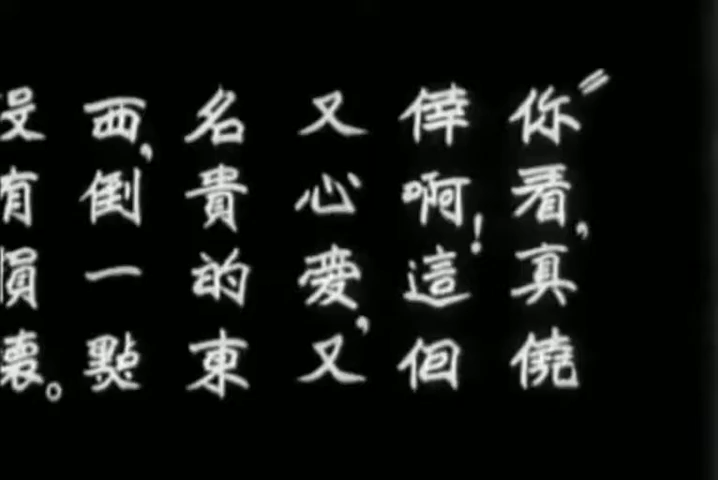 〃你看,真僥
倖啊!這個
又心愛,又
名貴的東
西,倒一點
沒有損壞。